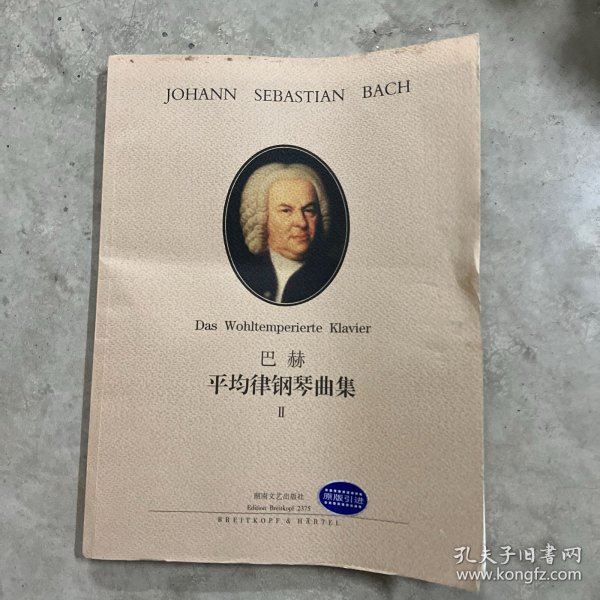 JOHANN SEBASTIAN BACH
Das Wohltemperierte Klavier
巴赫
平均律钢琴曲集
II
湖南文艺出版社
Edition Breitkopf 2375
原版引进
BREITKOPF & HÄRTEL
孔夫子旧书网
www.kongfz.com